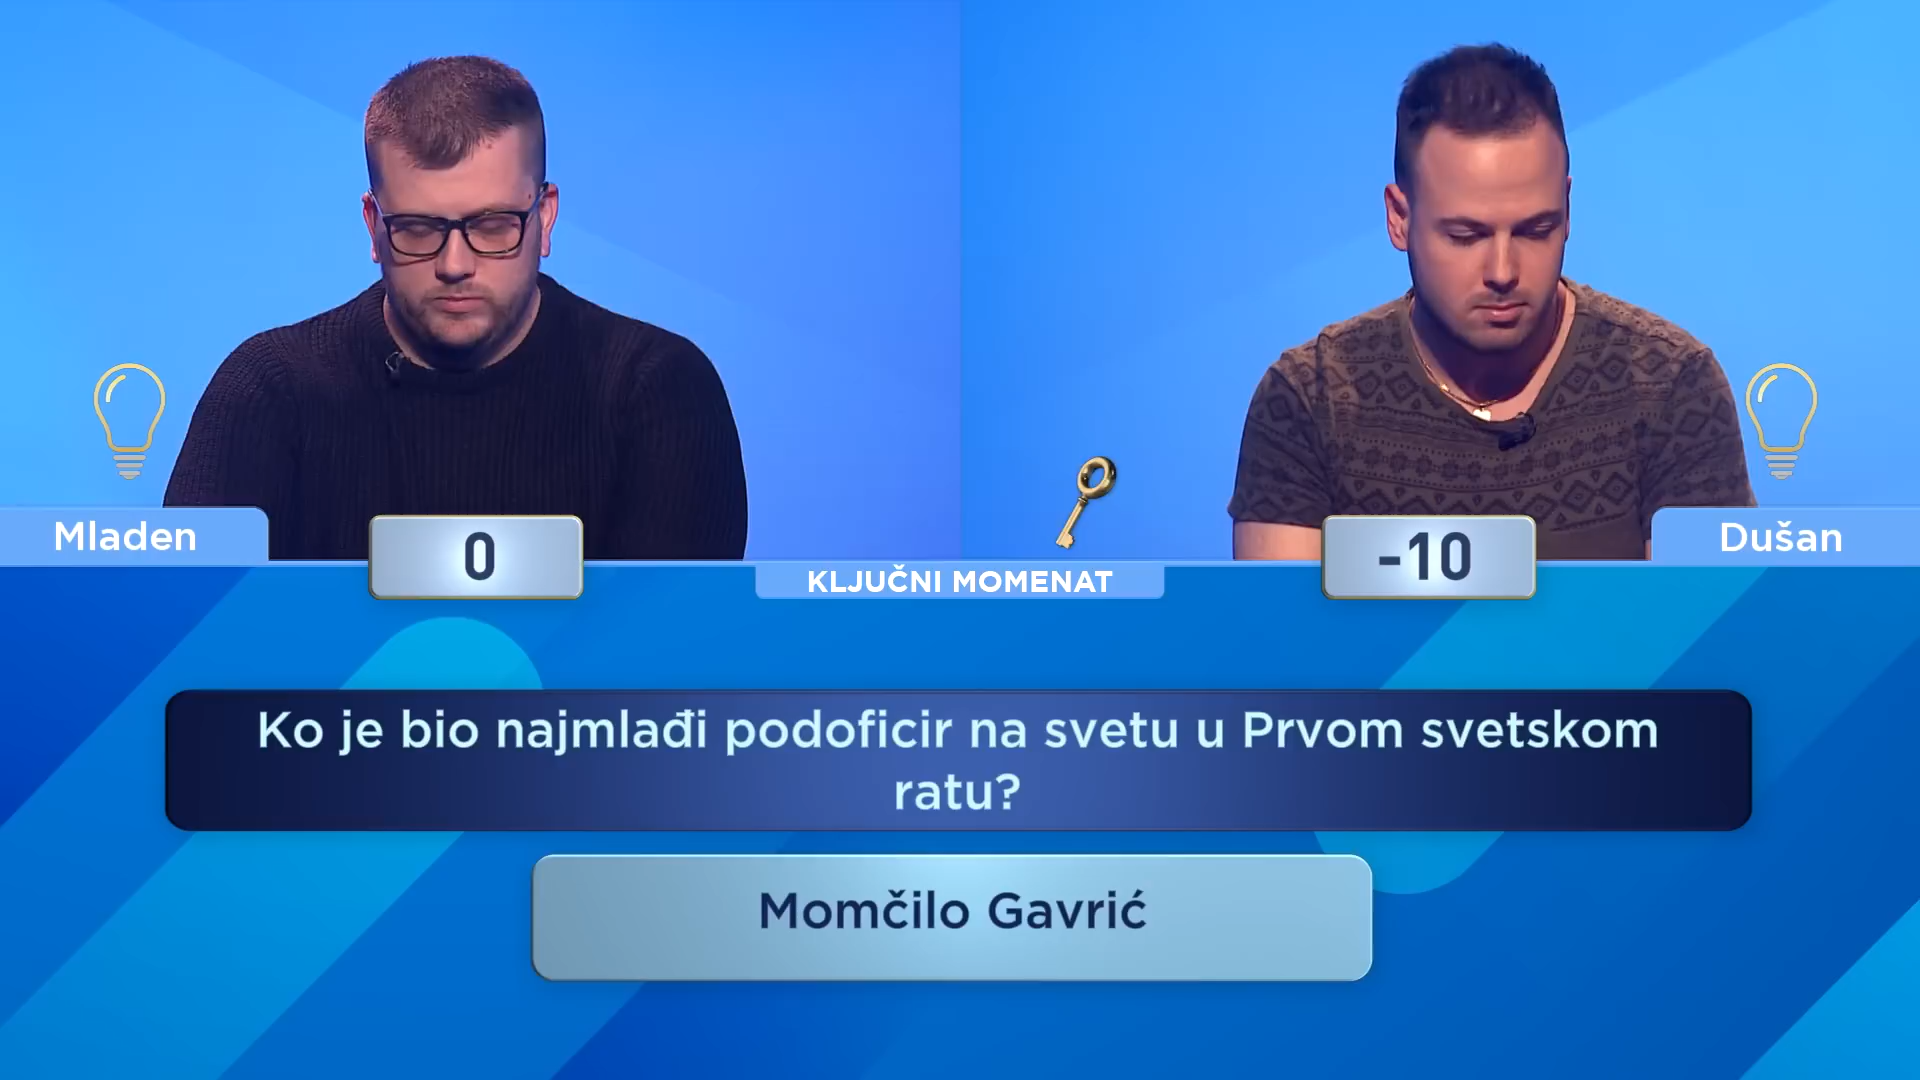 Mladen
0
KLJUČNI MOMENAT
-10
Dušan
Ko je bio najmlađi podoficir na svetu u Prvom svetskom
ratu?
Momčilo Gavrić